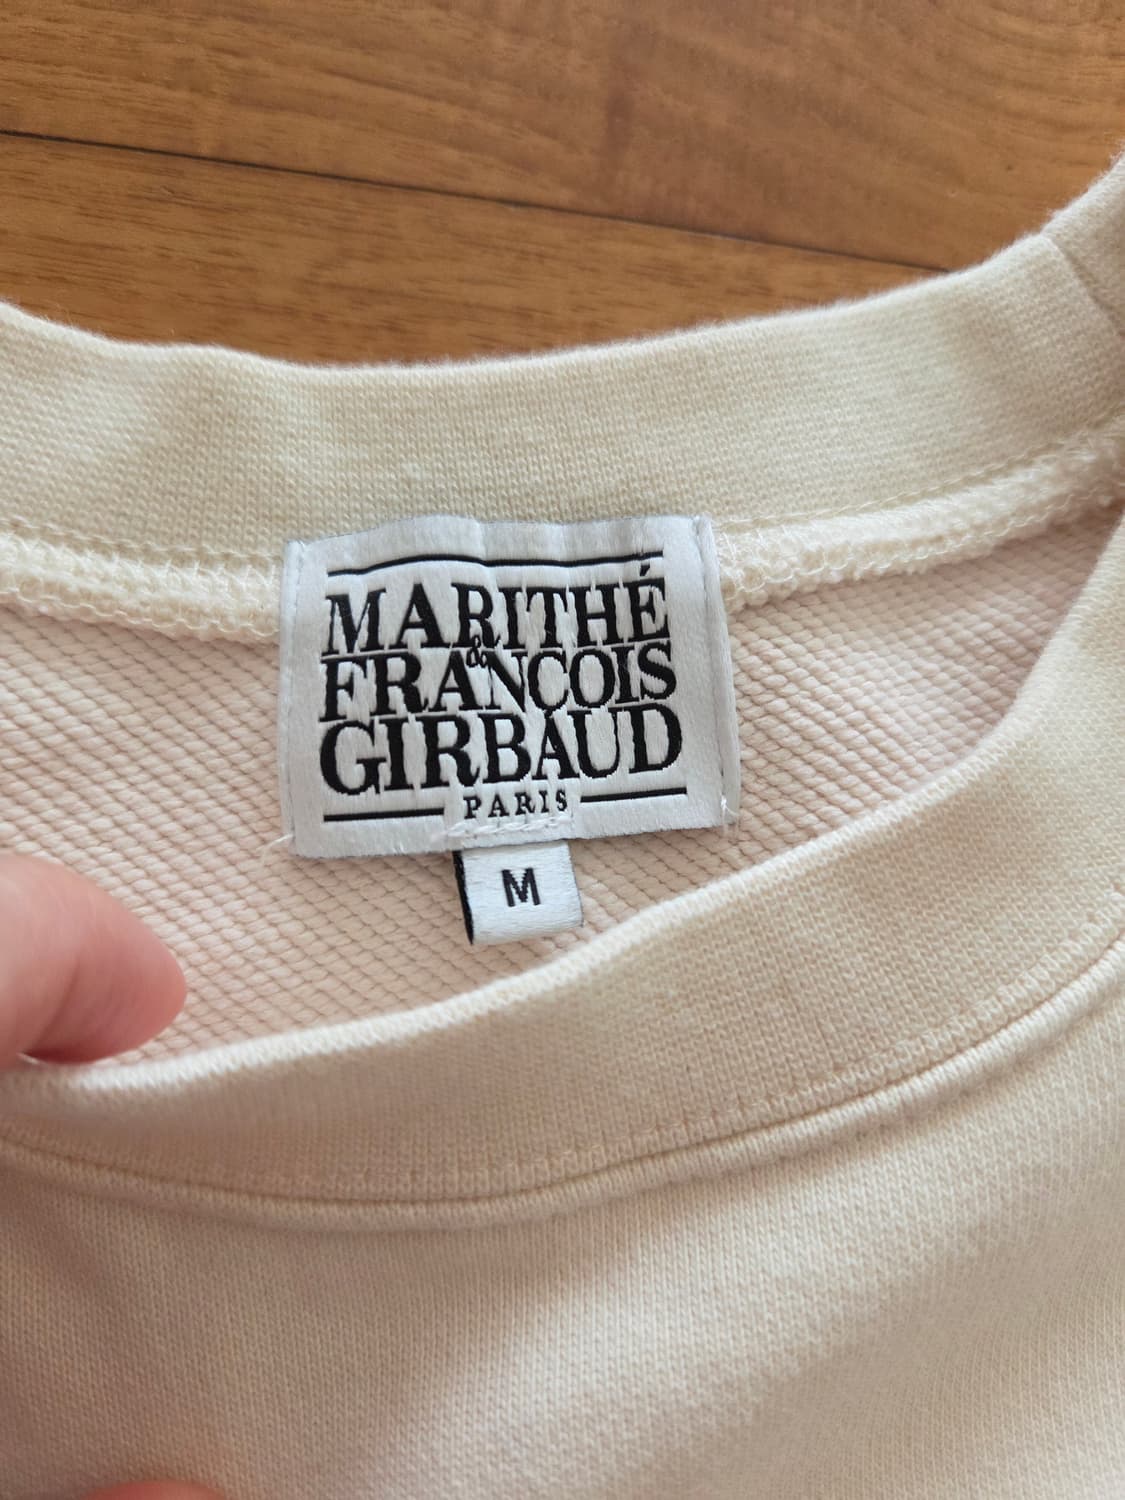 MARITHÉ
&
FRANCOIS
GIRBAUD
PARIS
M